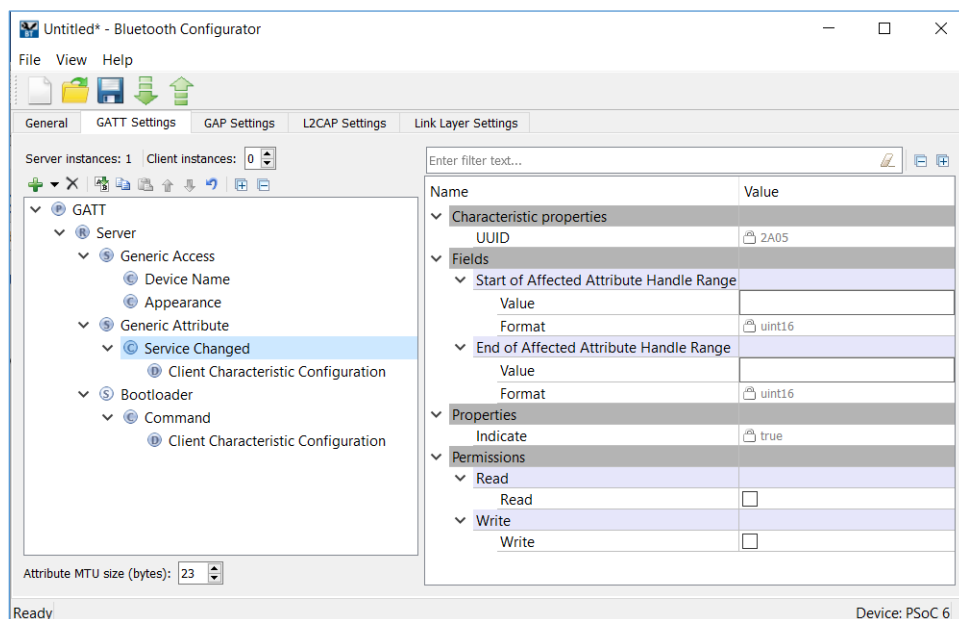 Untitled* - Bluetooth Configurator
File View Help
General GATT Settings GAP Settings L2CAP Settings Link Layer Settings
Server instances: 1 Client instances: 0
Enter filter text...
GATT
Server
Generic Access
Device Name
Appearance
Generic Attribute
Service Changed
Client Characteristic Configuration
Bootloader
Command
Client Characteristic Configuration
Attribute MTU size (bytes): 23
Name Value
Characteristic properties
UUID 2A05
Fields
Start of Affected Attribute Handle Range
Value
Format uint16
End of Affected Attribute Handle Range
Value
Format uint16
Properties
Indicate true
Permissions
Read
Read
Write
Write
Ready Device: PSoC 6